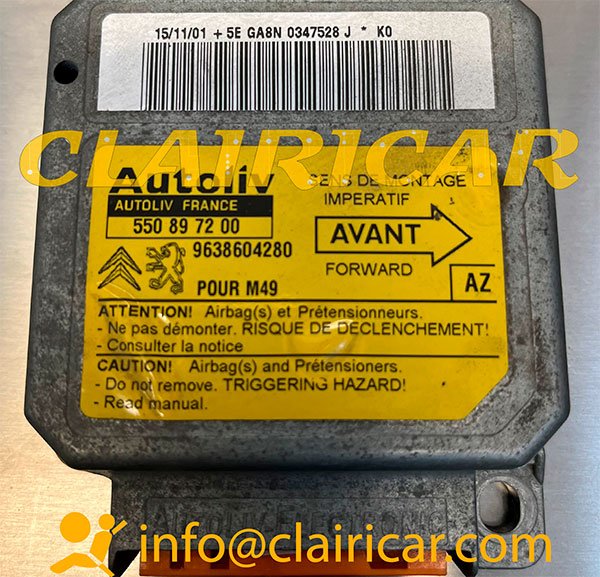 15/11/01 + 5E GA8N 0347528 J * K0
CLAIRICAR
Autoliv
AUTOLIV FRANCE
550 89 72 00
9638604280
POUR M49
SENS DE MONTAGE
IMPERATIF
AVANT
FORWARD
AZ
ATTENTION! Airbag(s) et Prétensionneurs.
- Ne pas démonter. RISQUE DE DECLENCHEMENT!
- Consulter la notice
CAUTION! Airbag(s) and Prétensioners.
- Do not remove. TRIGGERING HAZARD!
- Read manual.
info@clairicar.com